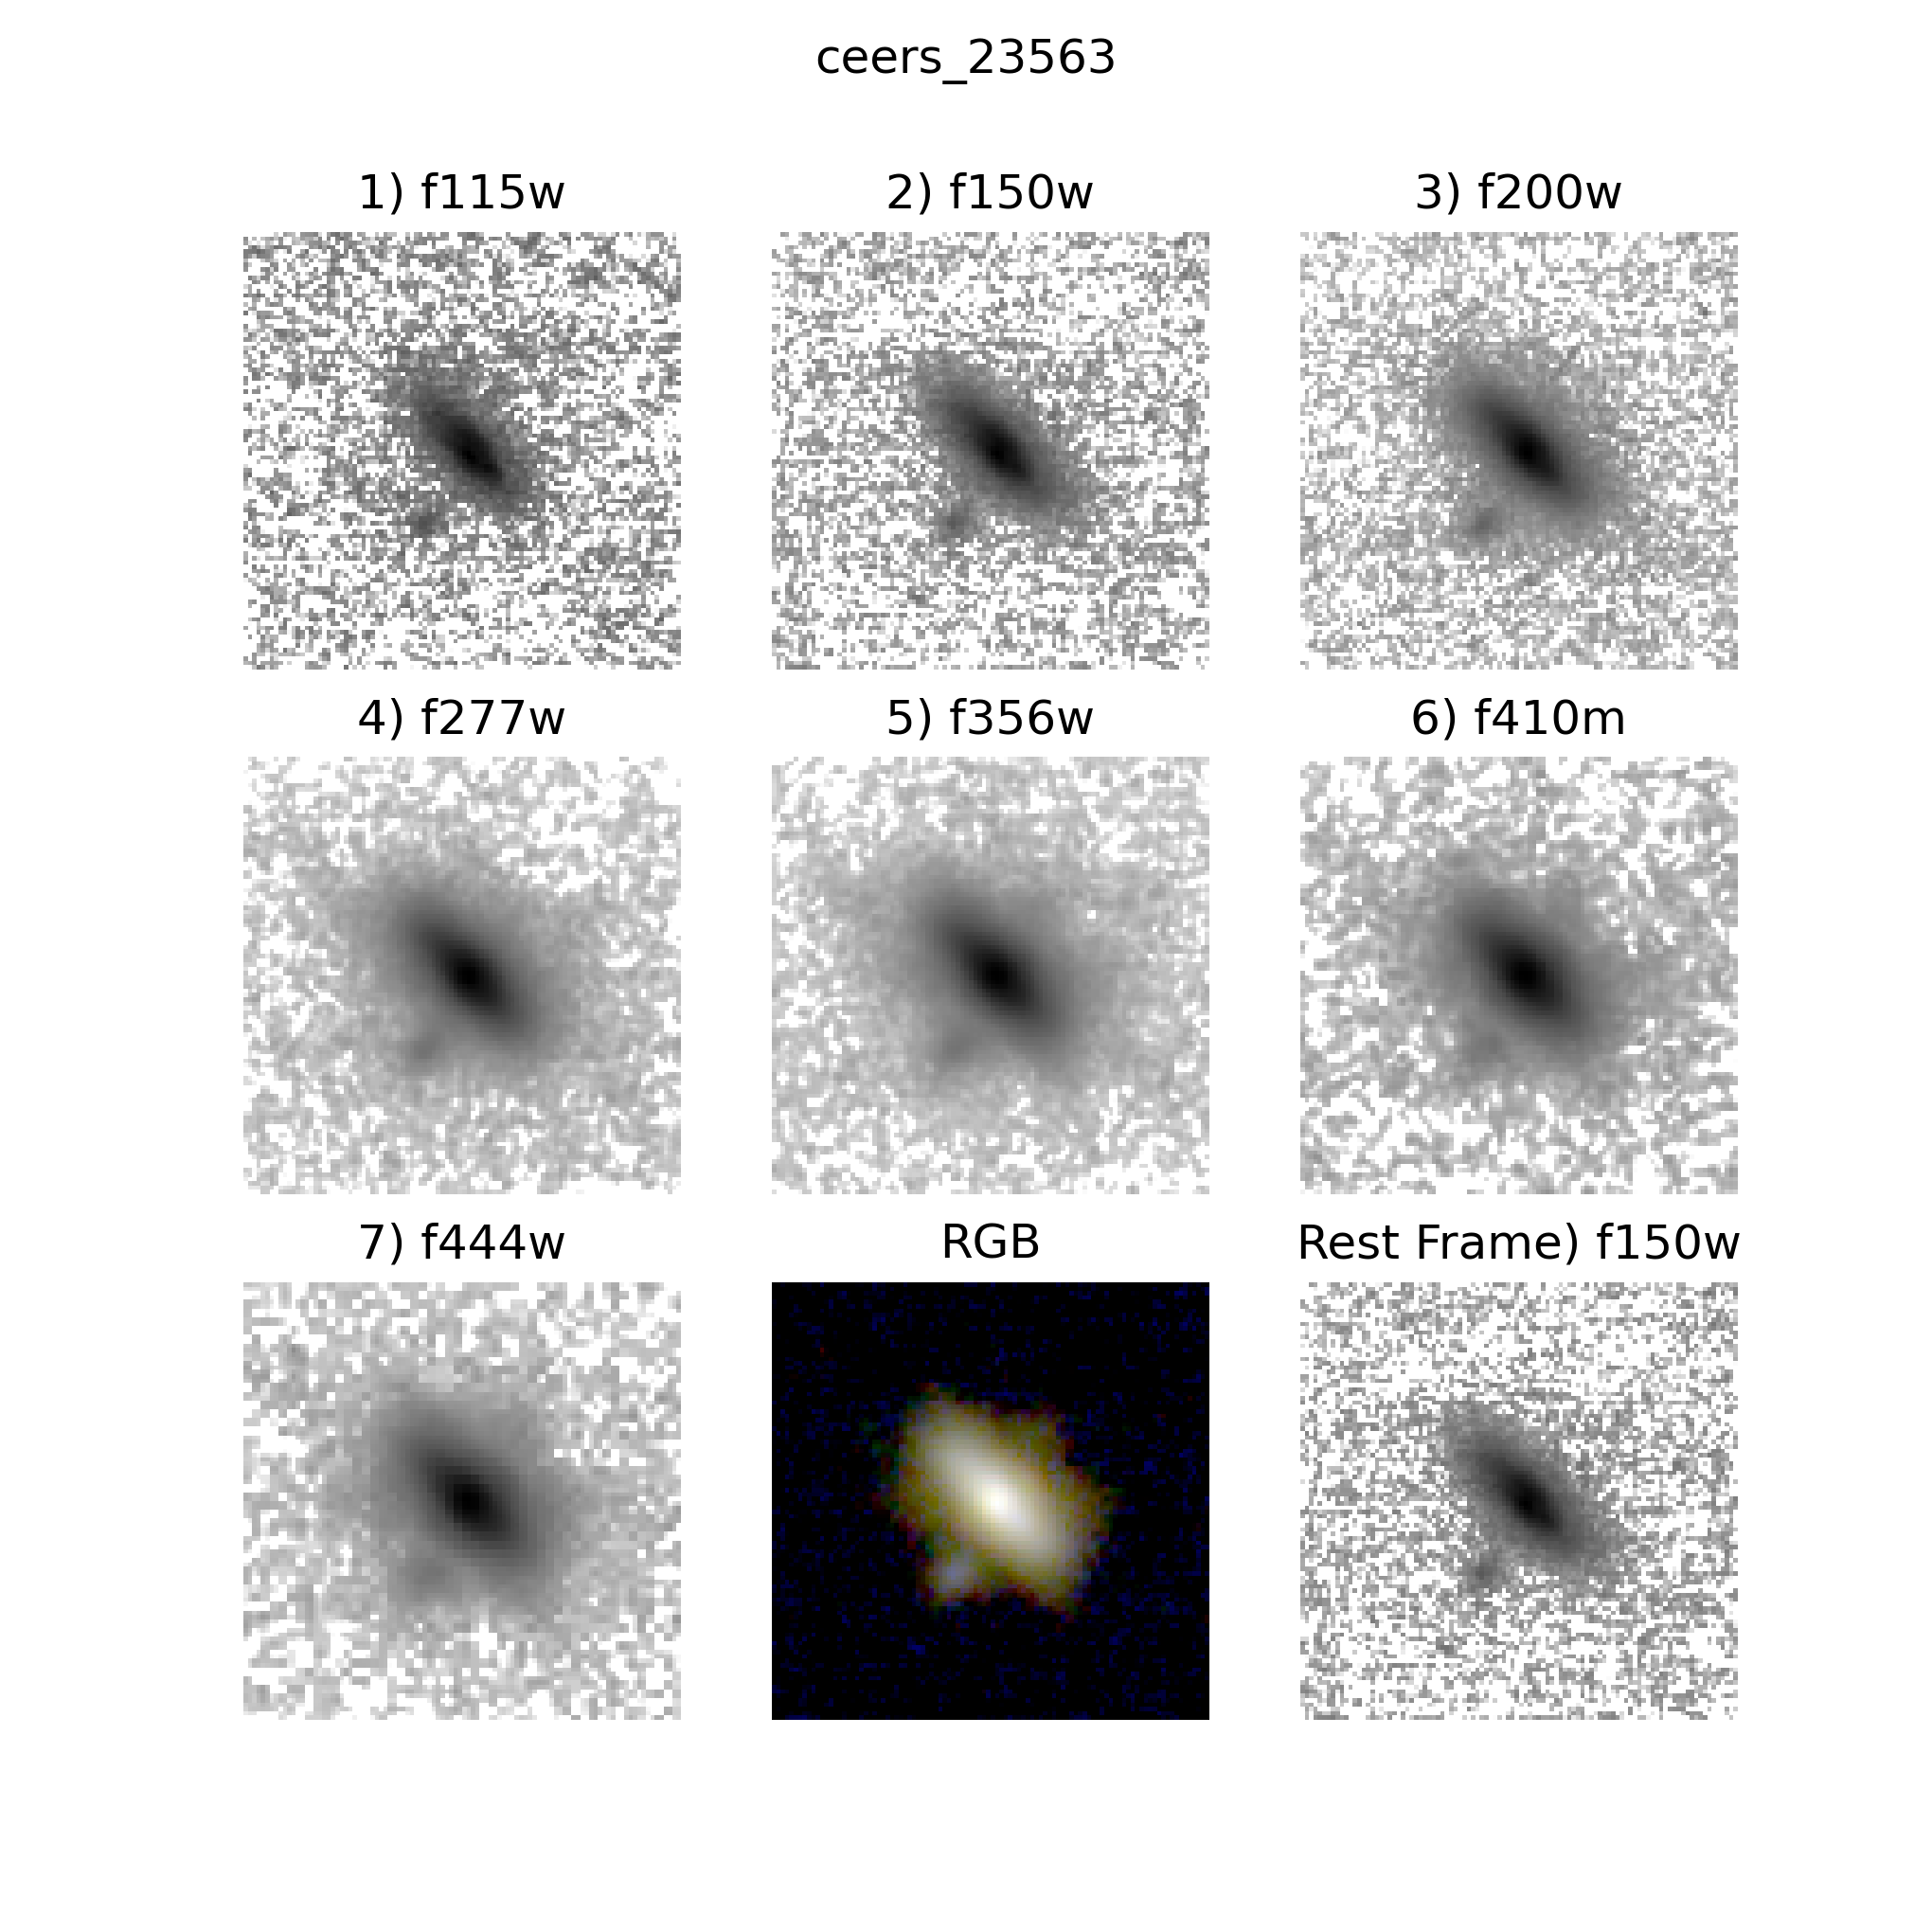 ceers_23563
1) f115w
2) f150w
3) f200w
4) f277w
5) f356w
6) f410m
7) f444w
RGB
Rest Frame) f150w